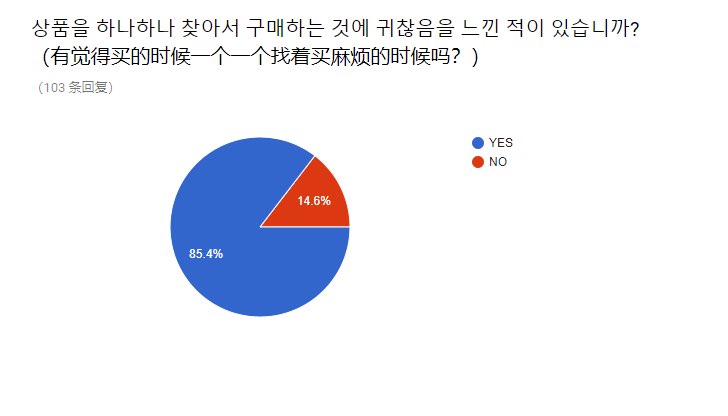 상품을 하나하나 찾아서 구매하는 것에 귀찮음을 느낀 적이 있습니까?
（有觉得买的时候一个一个找着买麻烦的时候吗？）
（103 条回复）
YES
NO
14.6%
85.4%